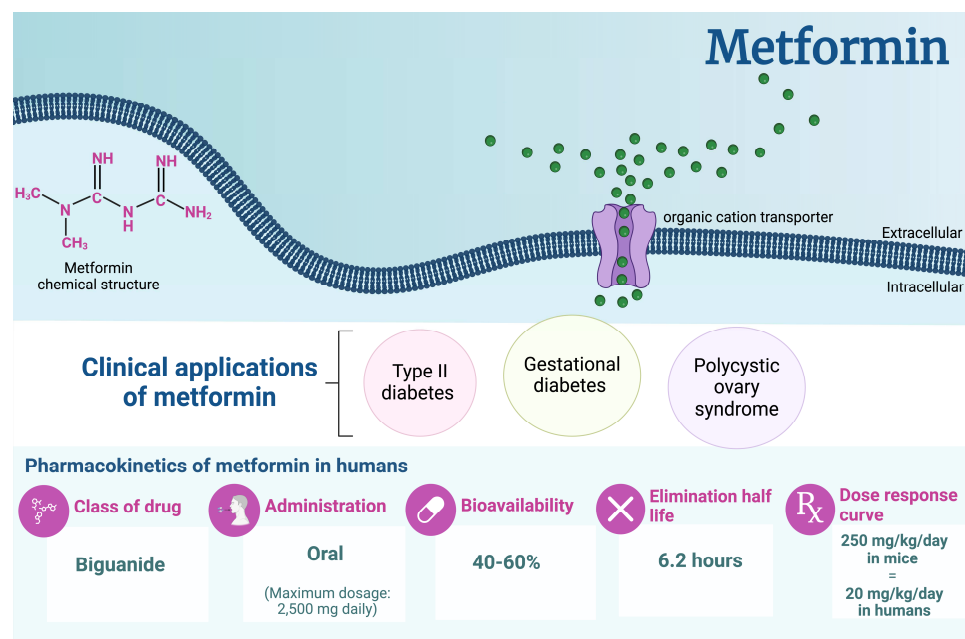 Metformin
NH
NH
H₃C
C
C
N
N
H
NH₂
CH₃
Metformin
chemical structure
organic cation transporter
Extracellular
Intracellular
Clinical applications
of metformin
Type II
diabetes
Gestational
diabetes
Polycystic
ovary
syndrome
Pharmacokinetics of metformin in humans
Class of drug
Biguanide
Administration
Oral
(Maximum dosage:
2,500 mg daily)
Bioavailability
40-60%
Elimination half
life
6.2 hours
Rx
Dose response
curve
250 mg/kg/day
in mice
=
20 mg/kg/day
in humans